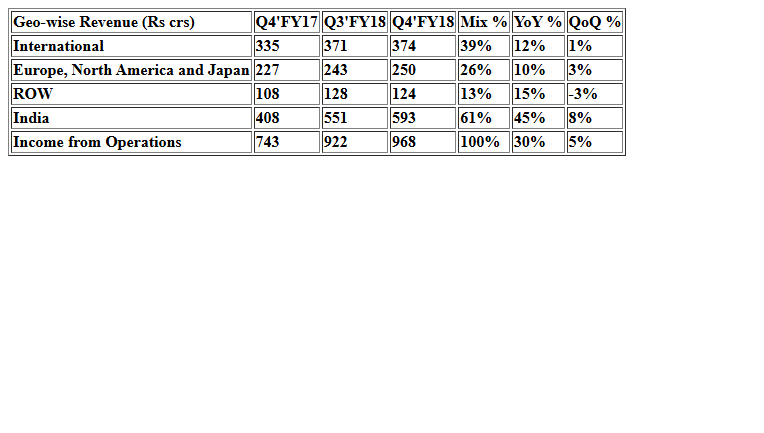 Geo-wise Revenue (Rs crs) Q4'FY17 Q3'FY18 Q4'FY18 Mix % YoY % QoQ %
International 335 371 374 39% 12% 1%
Europe, North America and Japan 227 243 250 26% 10% 3%
ROW 108 128 124 13% 15% -3%
India 408 551 593 61% 45% 8%
Income from Operations 743 922 968 100% 30% 5%